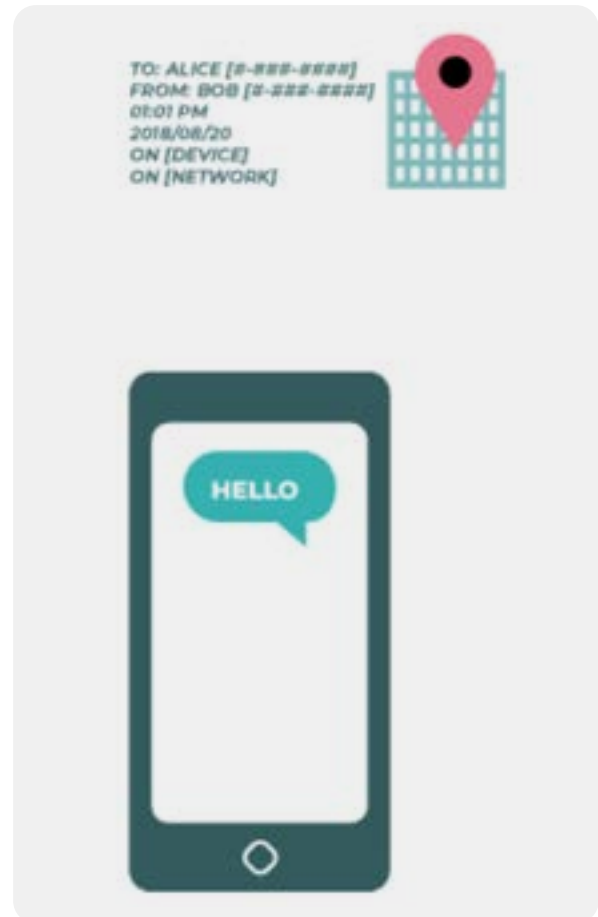 TO: ALICE [#-###-####]
FROM: BOB [#-###-####]
01:01 PM
2018/08/20
ON [DEVICE]
ON [NETWORK]
HELLO